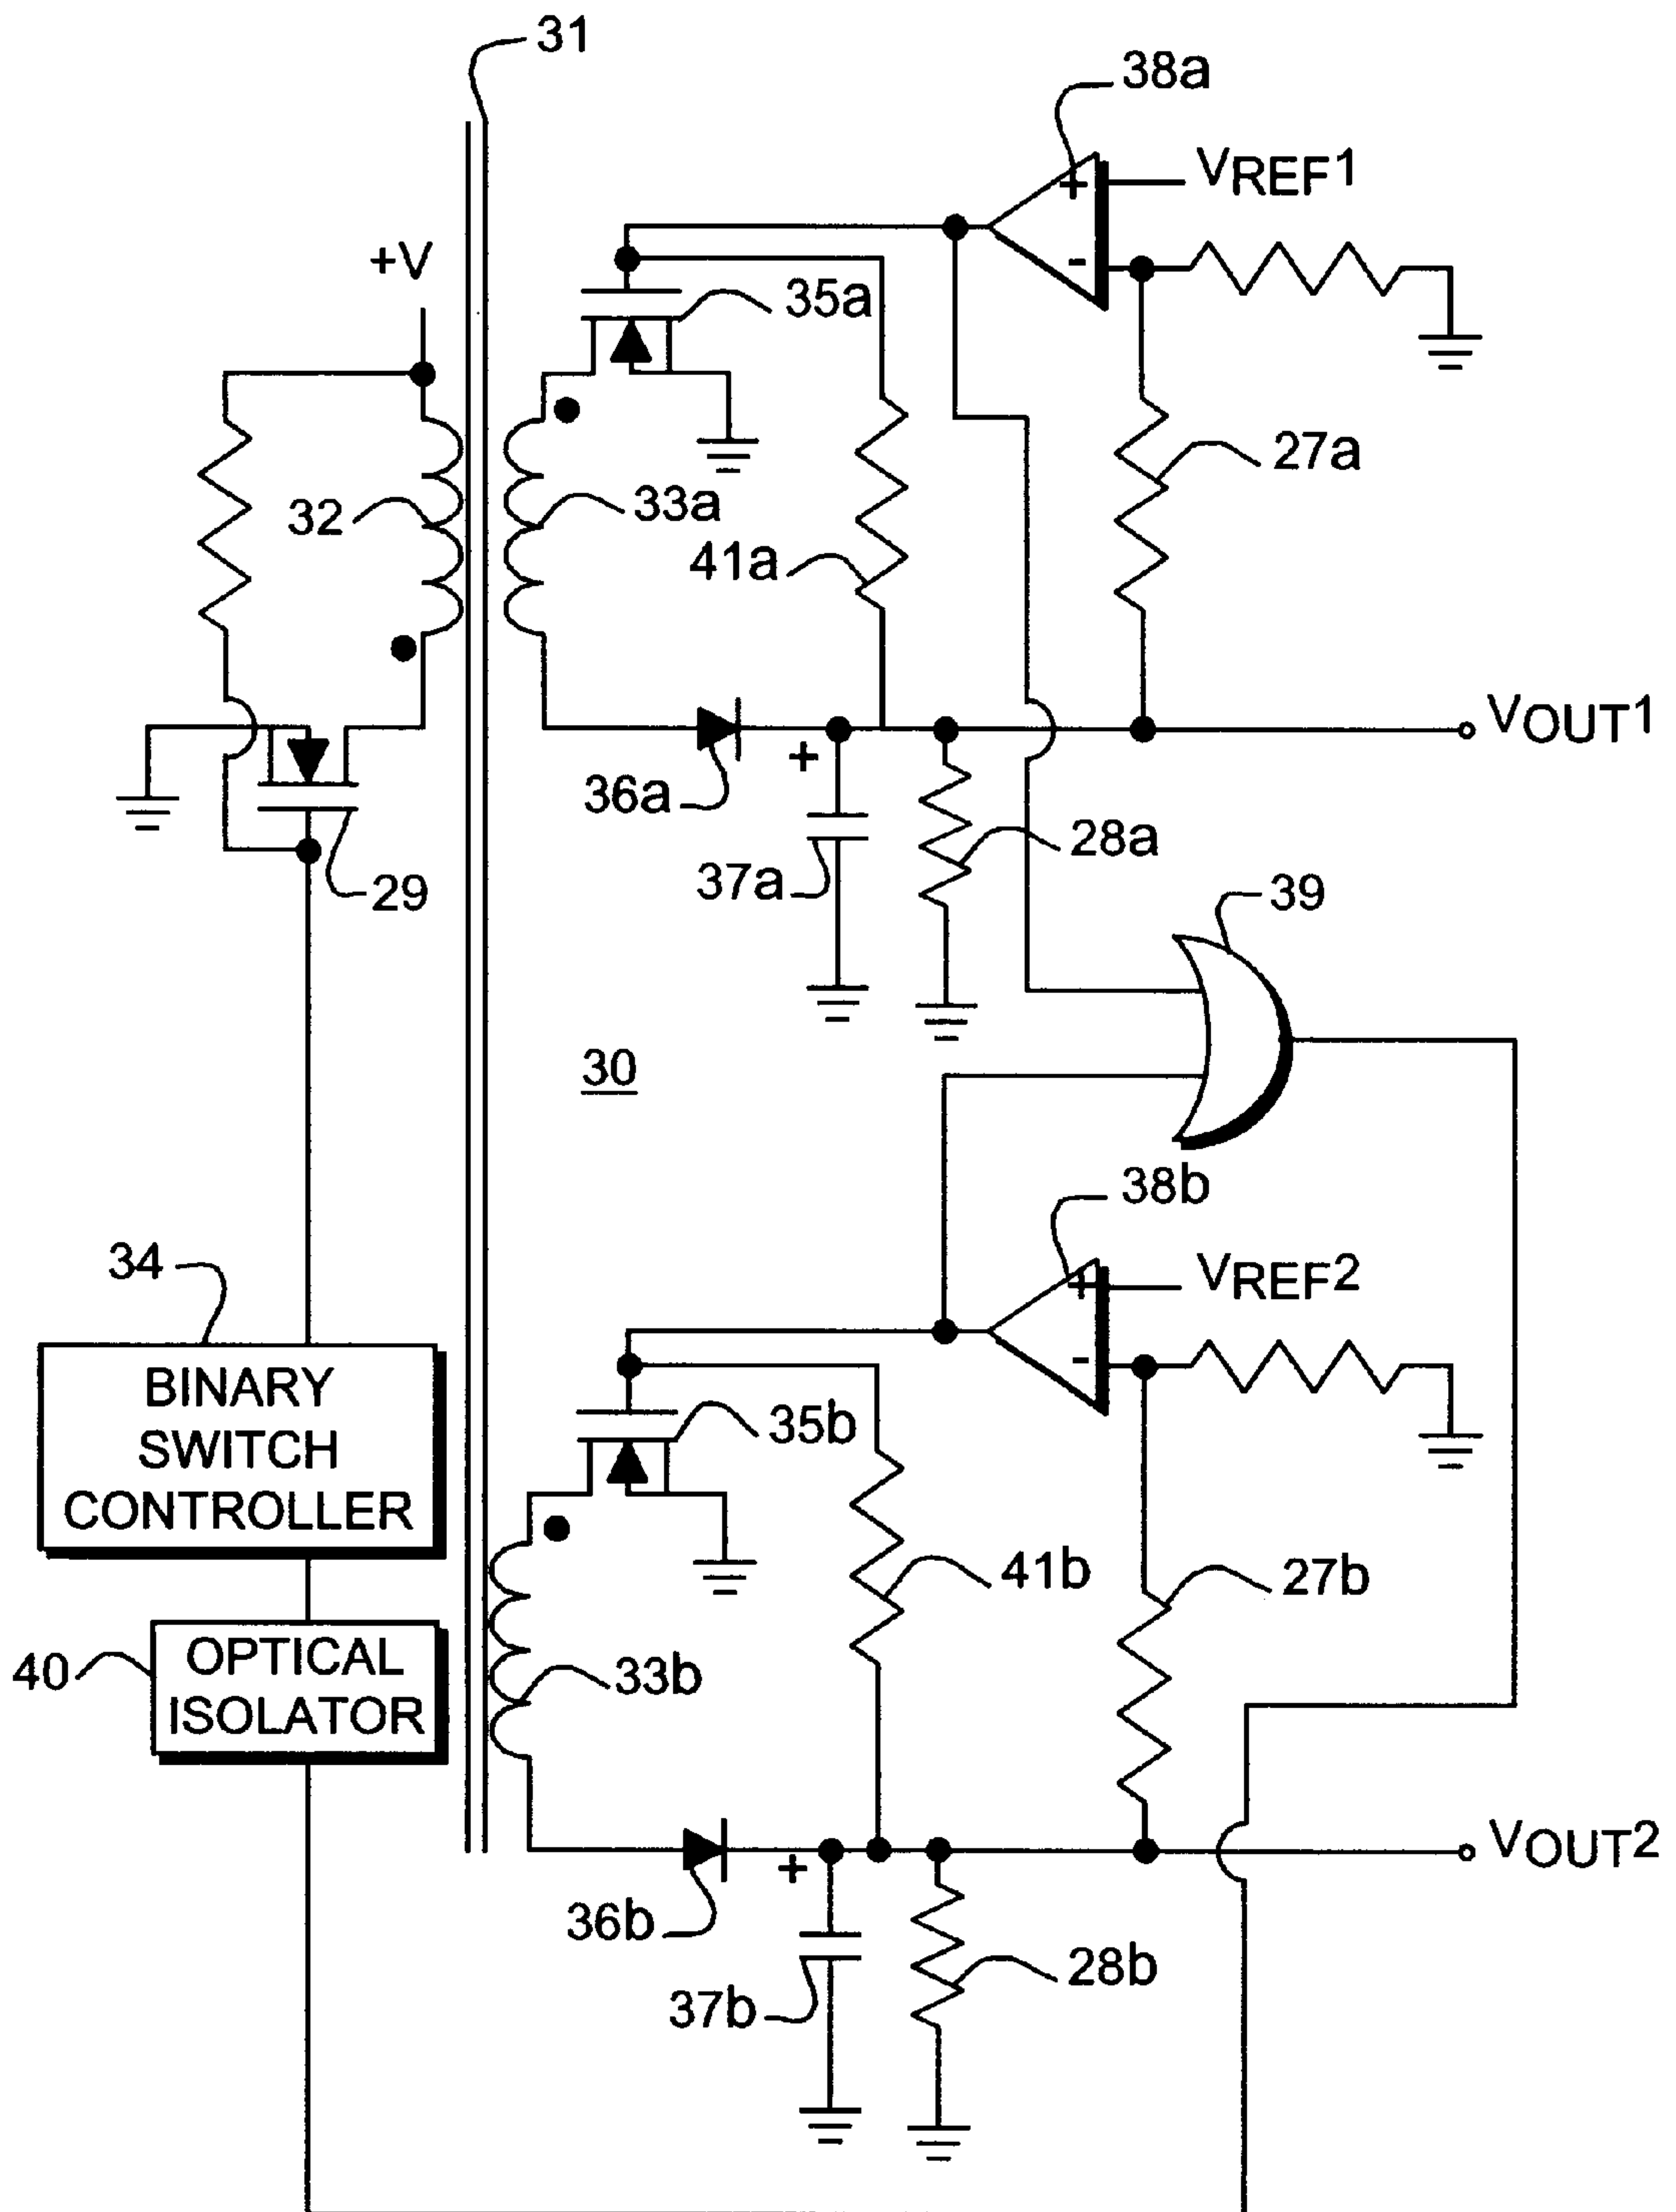 31
38a
VREF1
+
-
+V
35a
27a
32
33a
41a
VOUT1
+
36a
28a
37a
29
39
30
38b
34
VREF2
+
-
BINARY
SWITCH
CONTROLLER
35b
41b
27b
OPTICAL
ISOLATOR
40
33b
VOUT2
+
36b
28b
37b